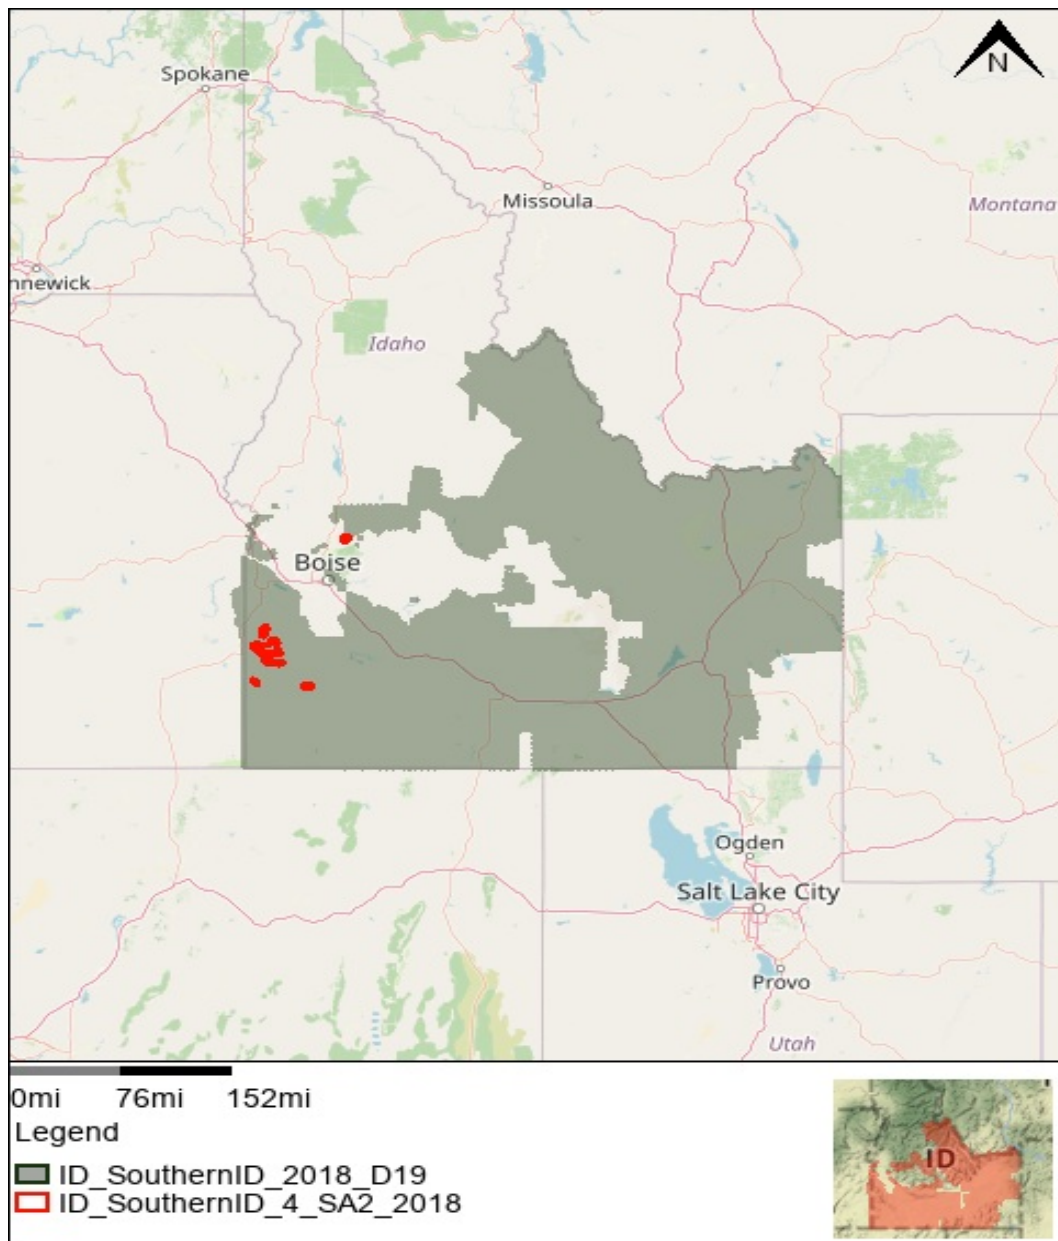 N
Spokane
Missoula
Montana
nnewick
Idaho
Boise
Ogden
Salt Lake City
Provo
Utah
0mi 76mi 152mi
Legend
ID_SouthernID_2018_D19
ID_SouthernID_4_SA2_2018
ID